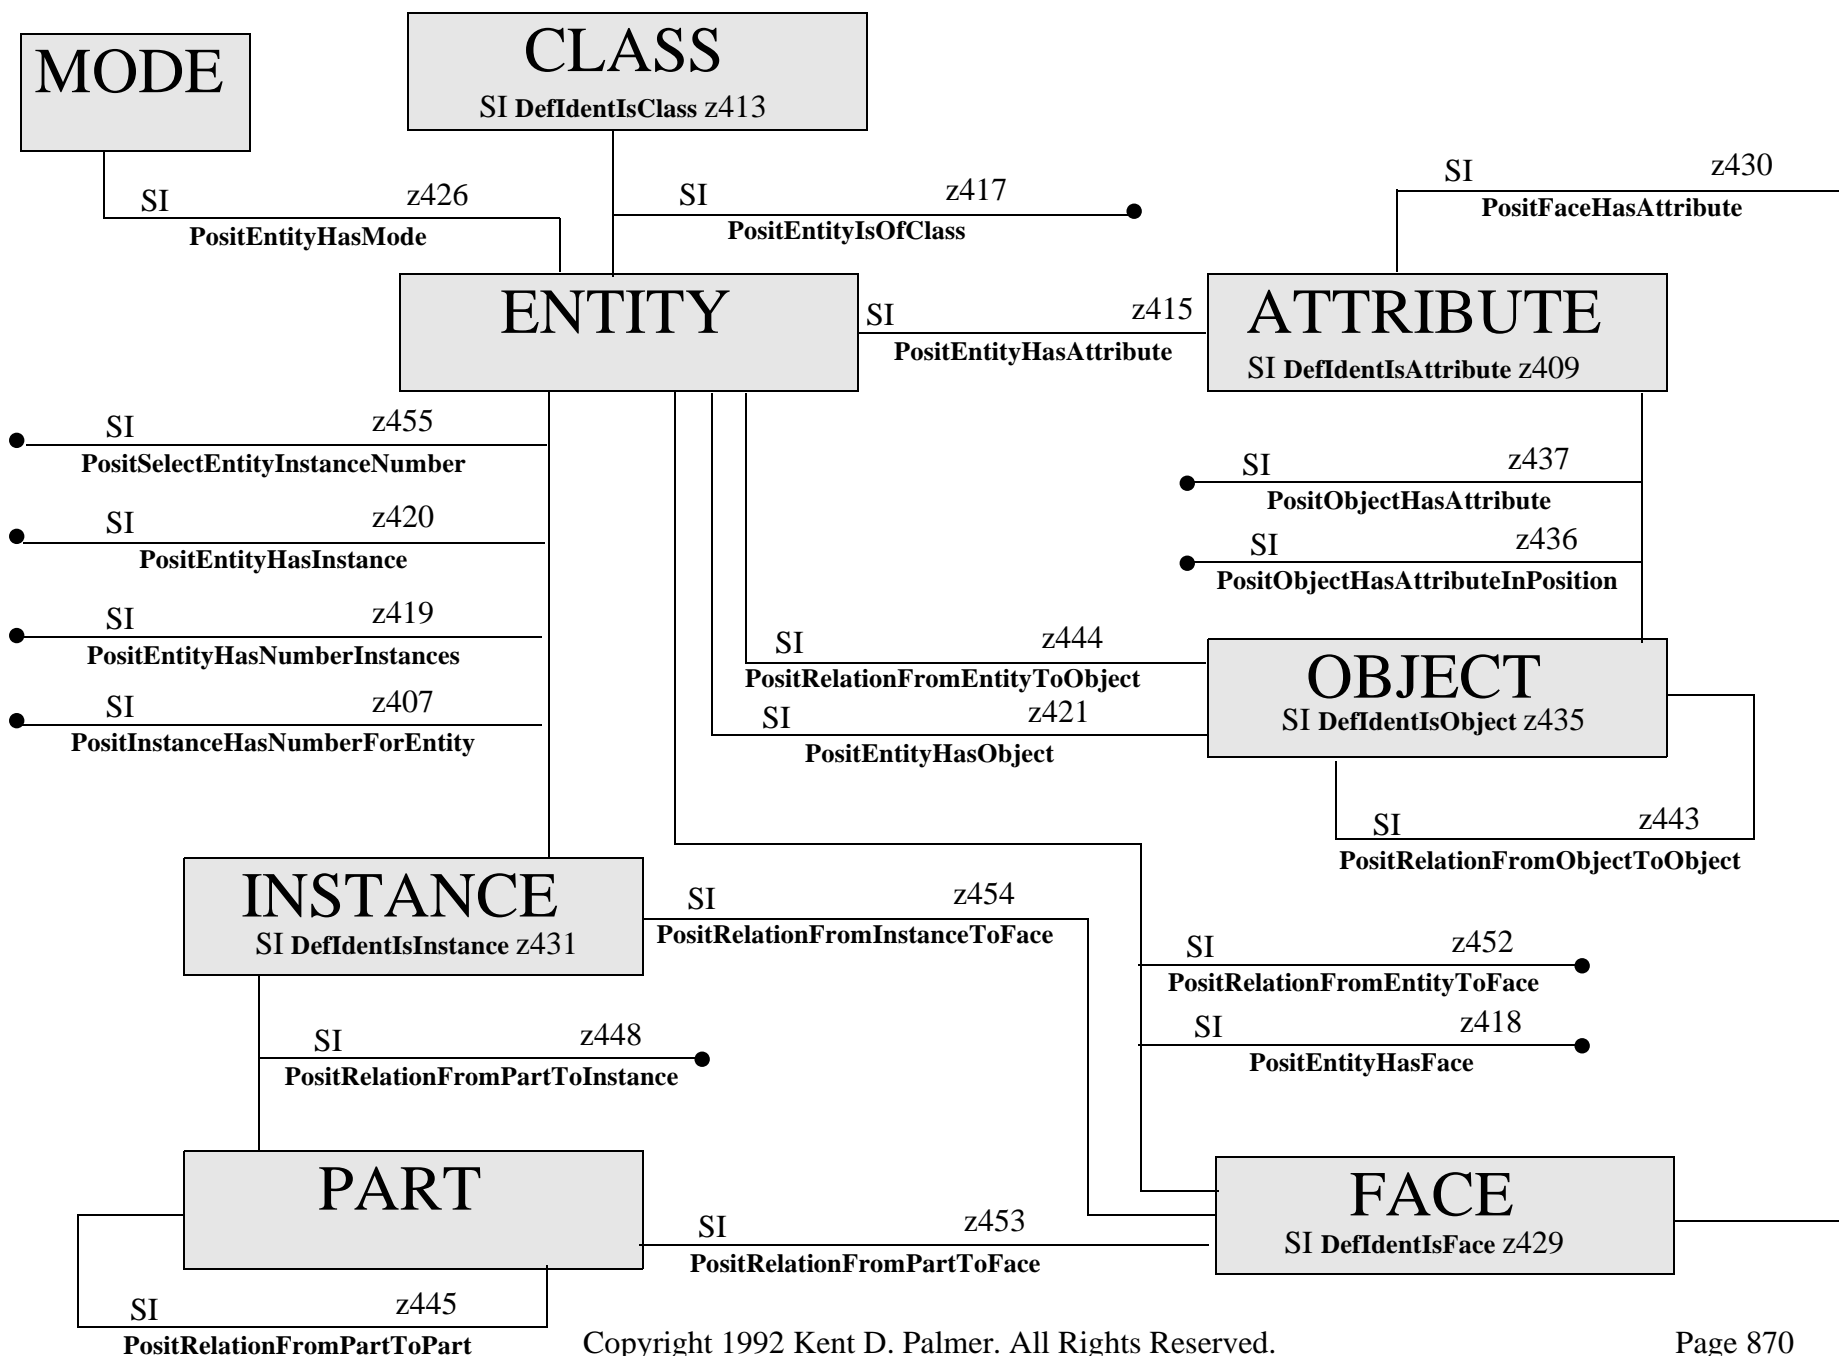 MODE
CLASS
SI DefIdentIsClass z413
SI z426
PositEntityHasMode
SI z417
PositEntityIsOfClass
SI z430
PositFaceHasAttribute
ENTITY
SI z415
PositEntityHasAttribute
ATTRIBUTE
SI DefIdentIsAttribute z409
SI z455
PositSelectEntityInstanceNumber
SI z420
PositEntityHasInstance
SI z419
PositEntityHasNumberInstances
SI z407
PositInstanceHasNumberForEntity
SI z437
PositObjectHasAttribute
SI z436
PositObjectHasAttributeInPosition
SI z444
PositRelationFromEntityToObject
SI z421
PositEntityHasObject
OBJECT
SI DefIdentIsObject z435
SI z443
PositRelationFromObjectToObject
INSTANCE
SI DefIdentIsInstance z431
SI z454
PositRelationFromInstanceToFace
SI z452
PositRelationFromEntityToFace
SI z418
PositEntityHasFace
SI z448
PositRelationFromPartToInstance
PART
SI z453
PositRelationFromPartToFace
FACE
SI DefIdentIsFace z429
SI z445
PositRelationFromPartToPart
Copyright 1992 Kent D. Palmer. All Rights Reserved.
Page 870